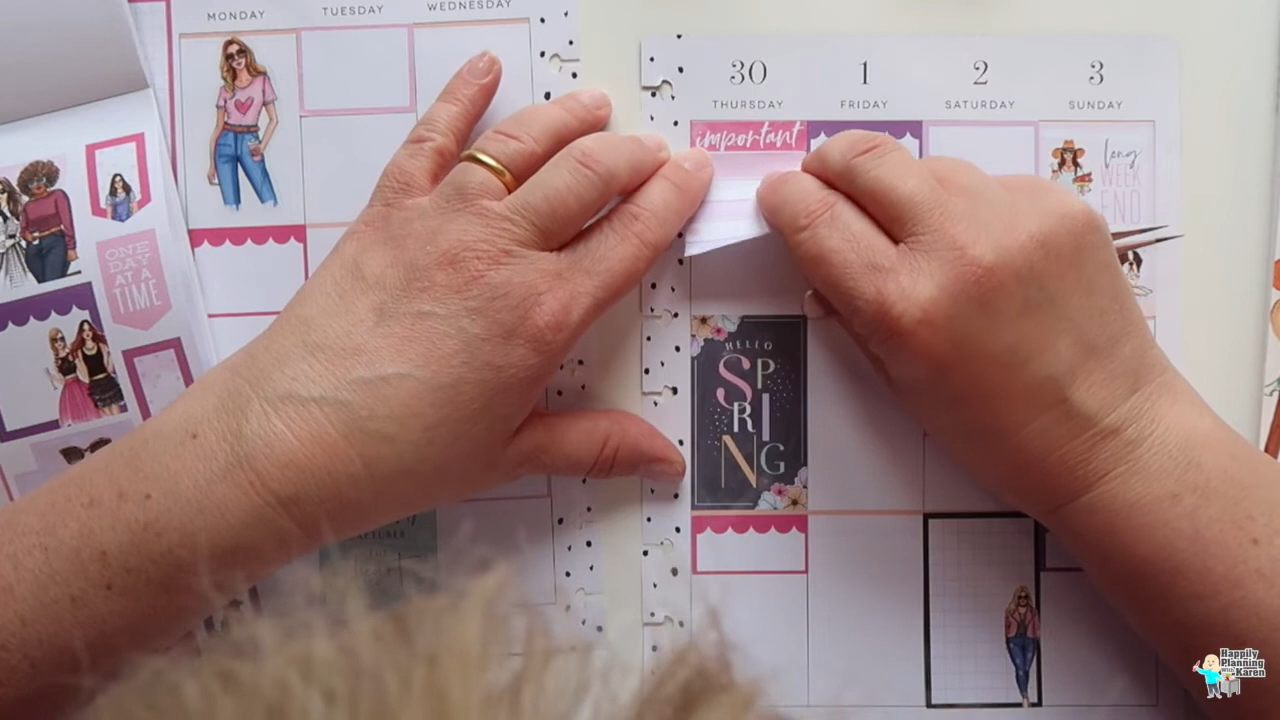 MONDAY
TUESDAY
WEDNESDAY
30
1
2
3
THURSDAY
FRIDAY
SATURDAY
SUNDAY
important
long
WEEK
END
ONE
DAY
AT A
TIME
HELLO
SPRING
Happily
Planning
With
Karen